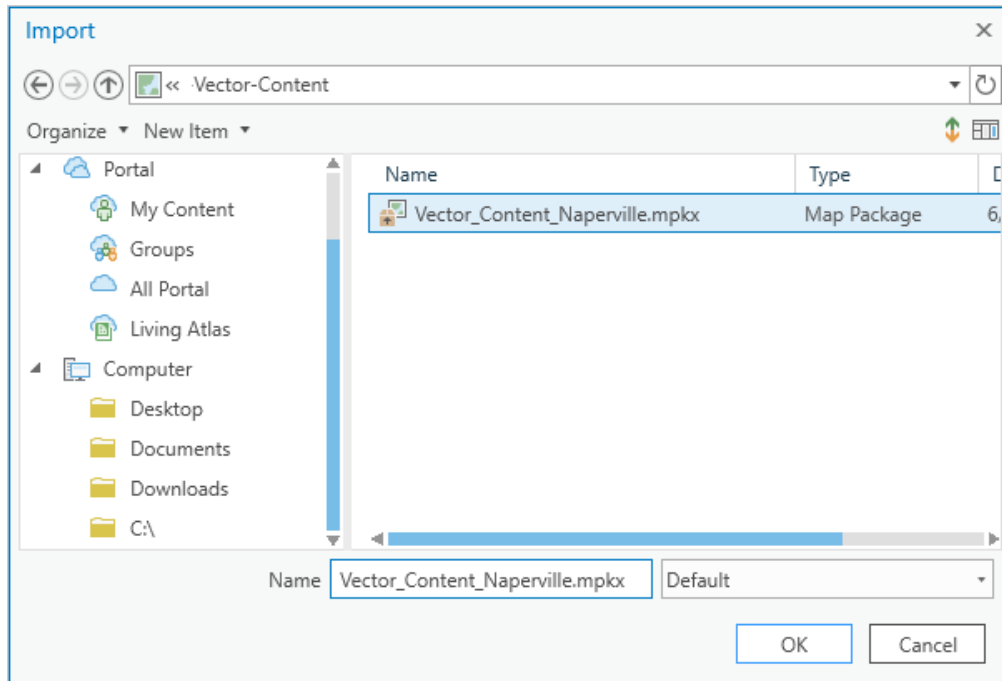 Import
« Vector-Content
Organize New Item
Portal
My Content
Groups
All Portal
Living Atlas
Computer
Desktop
Documents
Downloads
C:\
Name Type
Vector_Content_Naperville.mpkx Map Package 6,
Name Vector_Content_Naperville.mpkx Default
OK Cancel